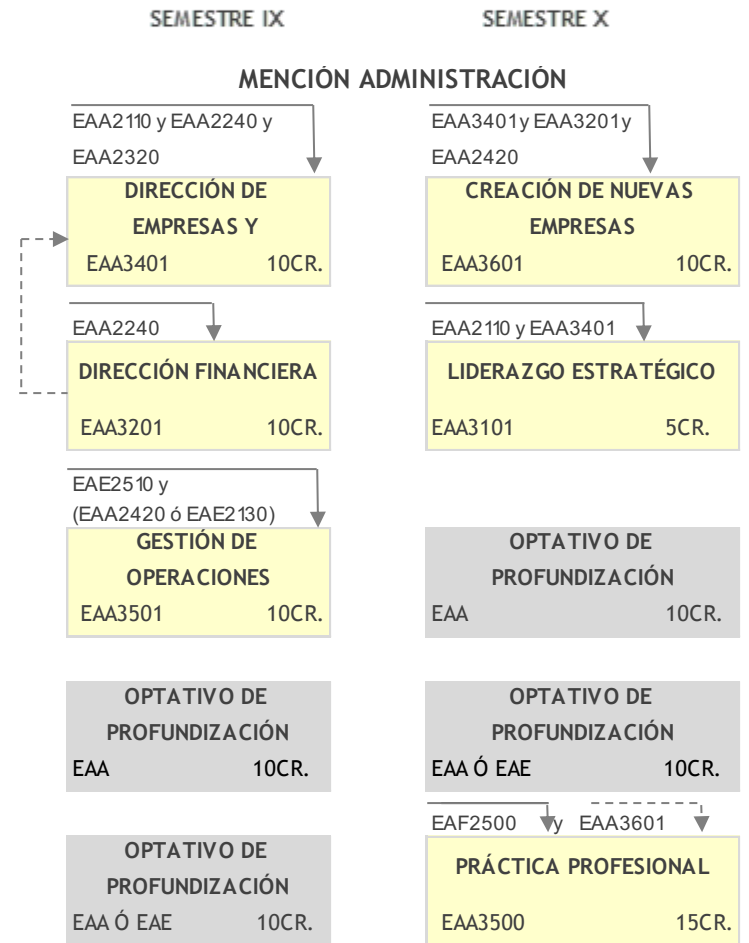 SEMESTRE IX
SEMESTRE X
MENCIÓN ADMINISTRACIÓN
EAA2110 y EAA2240 y
EAA2320
DIRECCIÓN DE
EMPRESAS Y
EAA3401 10CR.
EAA2240
DIRECCIÓN FINANCIERA
EAA3201 10CR.
EAE2510 y
(EAA2420 ó EAE2130)
GESTIÓN DE
OPERACIONES
EAA3501 10CR.
OPTATIVO DE
PROFUNDIZACIÓN
EAA 10CR.
OPTATIVO DE
PROFUNDIZACIÓN
EAA Ó EAE 10CR.
EAA3401y EAA3201y
EAA2420
CREACIÓN DE NUEVAS
EMPRESAS
EAA3601 10CR.
EAA2110 y EAA3401
LIDERAZGO ESTRATÉGICO
EAA3101 5CR.
OPTATIVO DE
PROFUNDIZACIÓN
EAA 10CR.
OPTATIVO DE
PROFUNDIZACIÓN
EAA Ó EAE 10CR.
EAF2500 y EAA3601
PRÁCTICA PROFESIONAL
EAA3500 15CR.